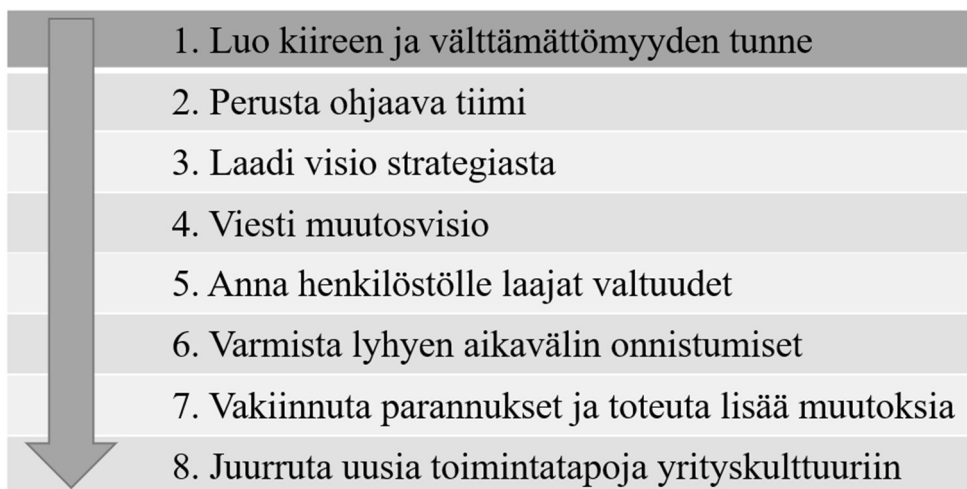 1. Luo kiireen ja välttämättömyyden tunne
2. Perusta ohjaava tiimi
3. Laadi visio strategiasta
4. Viesti muutosvisio
5. Anna henkilöstölle laajat valtuudet
6. Varmista lyhyen aikavälin onnistumiset
7. Vakiinnuta parannukset ja toteuta lisää muutoksia
8. Juurruta uusia toimintatapoja yrityskulttuuriin